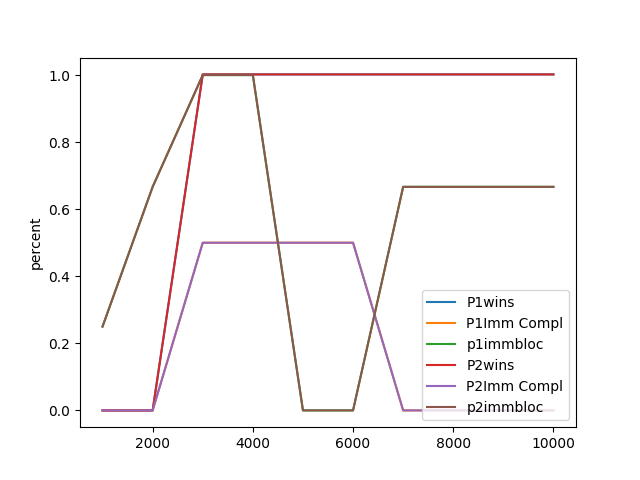 1.0
0.8
0.6
0.4
0.2
0.0
percent
2000 4000 6000 8000 10000
P1wins
P1Imm Compl
p1immbloc
P2wins
P2Imm Compl
p2immbloc